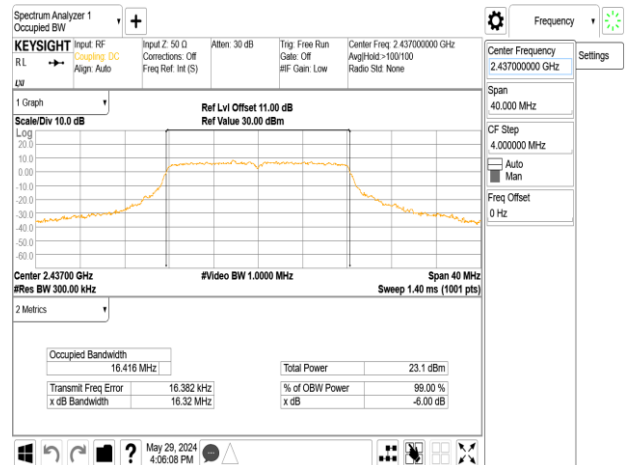 Spectrum Analyzer 1
Occupied BW
Frequency
KEYSIGHT
RL
Input: RF
Coupling: DC
Align: Auto
Input Z: 50 Ω
Corrections: Off
Freq Ref: Int (S)
Atten: 30 dB
Trig: Free Run
Gate: Off
#IF Gain: Low
Center Freq: 2.437000000 GHz
Avg|Hold:>100/100
Radio Std: None
Center Frequency
2.437000000 GHz
Settings
Span
40.000 MHz
CF Step
4.000000 MHz
Auto
Man
Freq Offset
0 Hz
1 Graph
Scale/Div 10.0 dB
Ref Lvl Offset 11.00 dB
Ref Value 30.00 dBm
Log
20.0
10.0
0.00
-10.0
-20.0
-30.0
-40.0
-50.0
-60.0
Center 2.43700 GHz
#Res BW 300.00 kHz
#Video BW 1.0000 MHz
Span 40 MHz
Sweep 1.40 ms (1001 pts)
2 Metrics
Occupied Bandwidth
16.416 MHz
Transmit Freq Error 16.382 kHz
x dB Bandwidth 16.32 MHz
Total Power 23.1 dBm
% of OBW Power 99.00 %
x dB -6.00 dB
?
May 29, 2024
4:06:08 PM